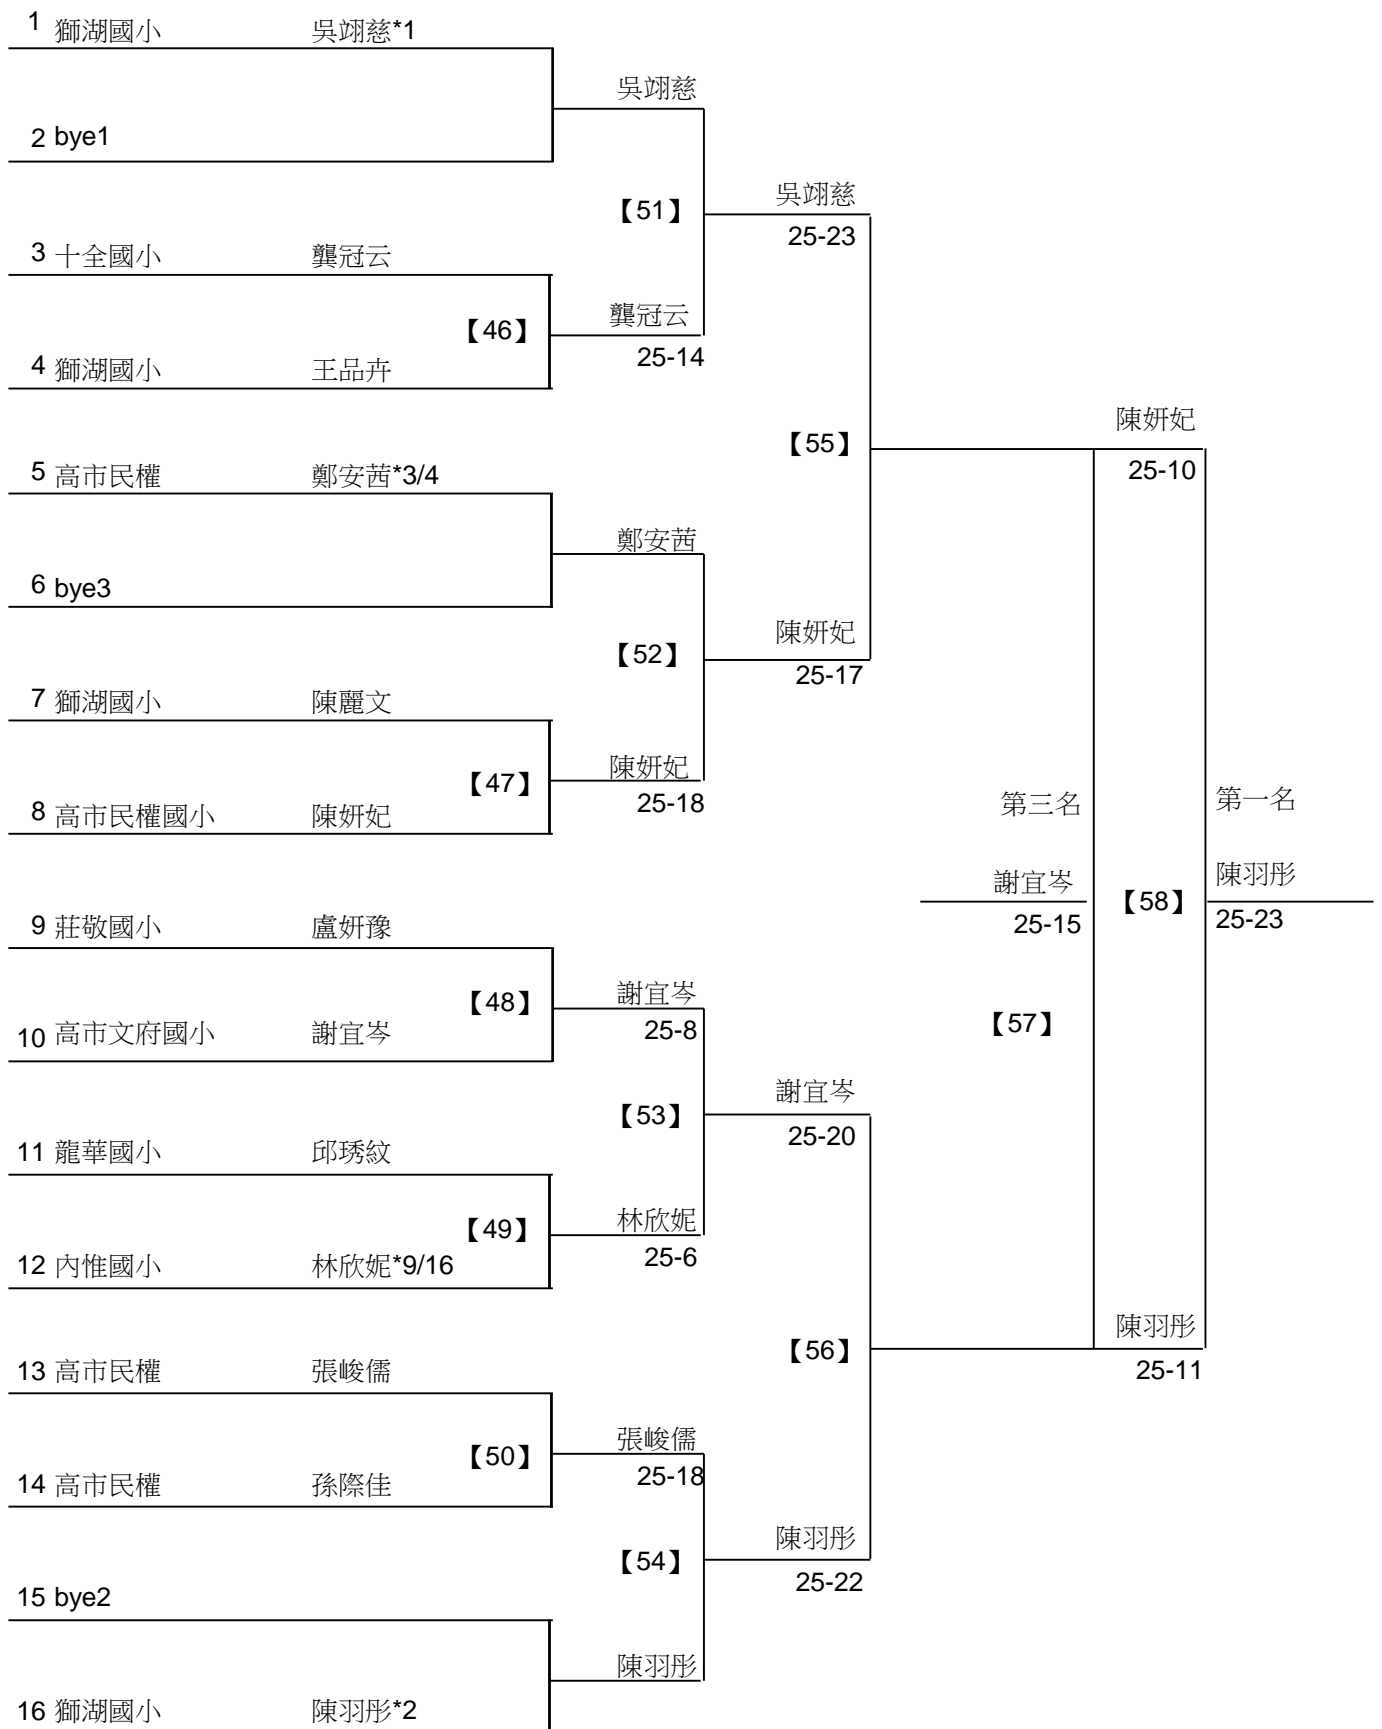 1 獅湖國小 吳翊慈*1
吳翊慈
2 bye1
【51】
吳翊慈
25-23
3 十全國小 龔冠云
【46】
龔冠云
25-14
4 獅湖國小 王品卉
【55】
陳妍妃
25-10
5 高市民權 鄭安茜*3/4
鄭安茜
6 bye3
【52】
陳妍妃
25-17
7 獅湖國小 陳麗文
【47】
陳妍妃
25-18
8 高市民權國小 陳妍妃
第三名
第一名
謝宜岑
25-15
【58】
陳羽彤
25-23
9 莊敬國小 盧妍豫
【48】
謝宜岑
25-8
10 高市文府國小 謝宜岑
【57】
【53】
謝宜岑
25-20
11 龍華國小 邱琇紋
【49】
林欣妮
25-6
12 內惟國小 林欣妮*9/16
【56】
陳羽彤
25-11
13 高市民權 張峻儒
【50】
張峻儒
25-18
14 高市民權 孫際佳
【54】
陳羽彤
25-22
15 bye2
陳羽彤
16 獅湖國小 陳羽彤*2